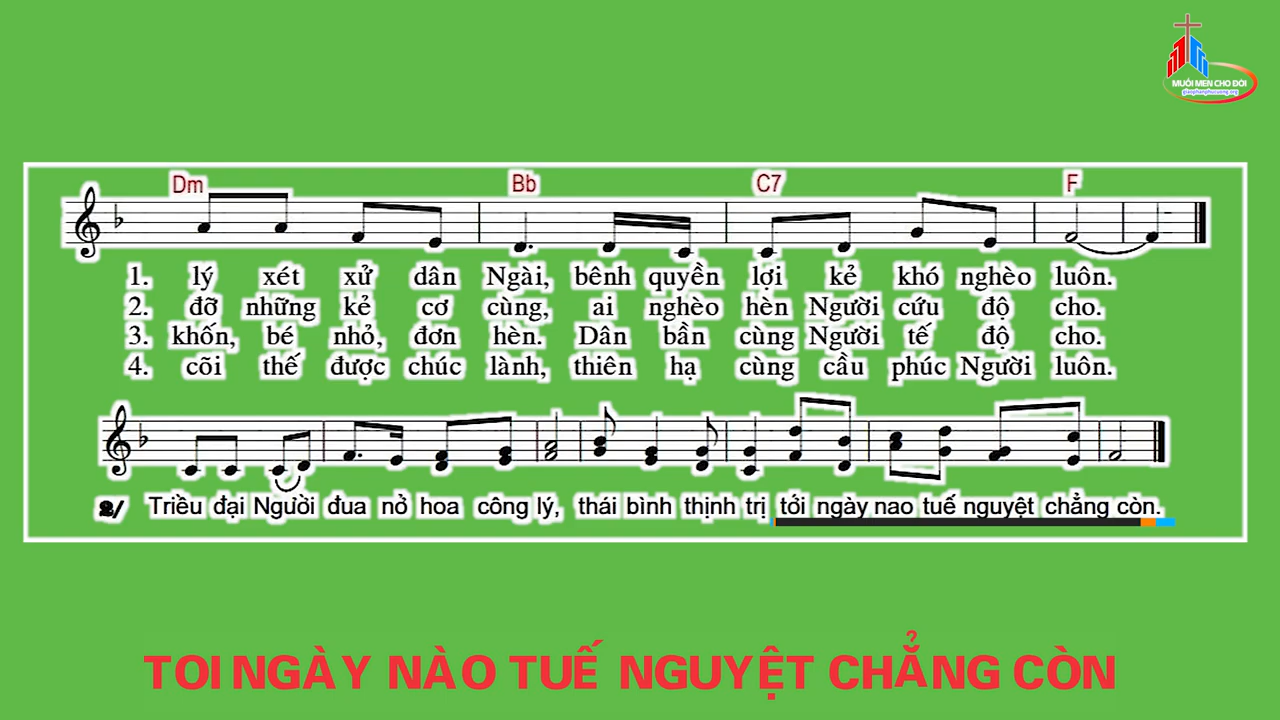 MUỐI MEN CHO ĐỜI
giaophanphucuong.org
Dm Bb C7 F
1. lý xét xử dân Ngài, bênh quyền lợi kẻ khó nghèo luôn.
2. đỡ những kẻ cơ cùng, ai nghèo hèn Người cứu độ cho.
3. khốn, bé nhỏ, đơn hèn. Dân bần cùng Người tế độ cho.
4. cõi thế được chúc lành, thiên hạ cùng cầu phúc Người luôn.
2/ Triều đại Người đua nở hoa công lý, thái bình thịnh trị tới ngày nao tuế nguyệt chẳng còn.
TOI NGÀY NÀO TUẾ NGUYỆT CHẲNG CÒN